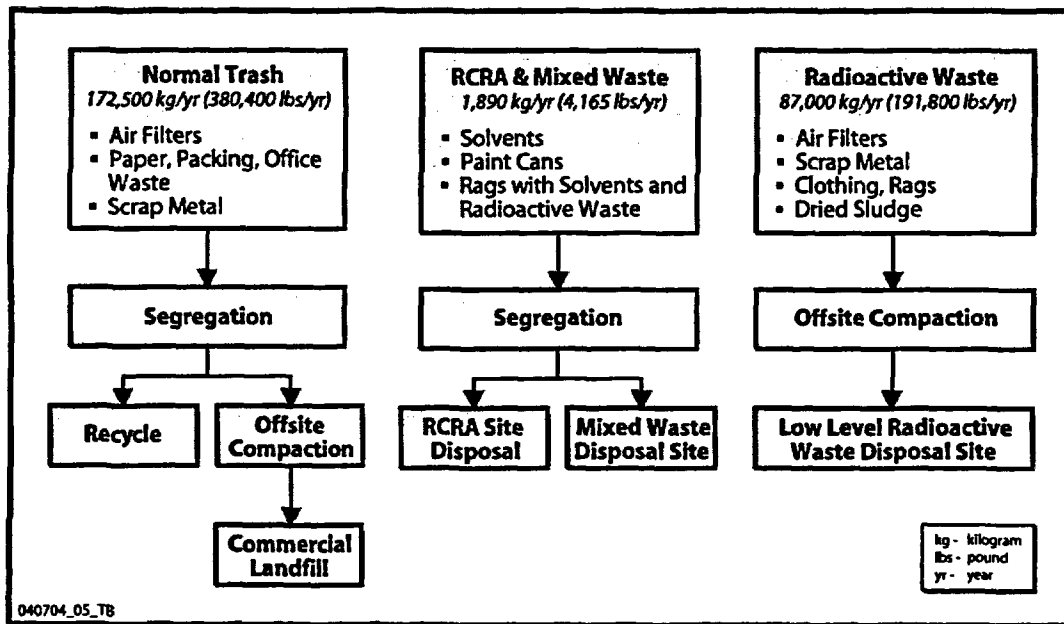 Normal Trash
172,500 kg/yr (380,400 lbs/yr)
▪ Air Filters
▪ Paper, Packing, Office
Waste
▪ Scrap Metal
Segregation
Recycle
Offsite
Compaction
Commercial
Landfill
RCRA & Mixed Waste
1,890 kg/yr (4,165 lbs/yr)
▪ Solvents
▪ Paint Cans
▪ Rags with Solvents and
Radioactive Waste
Segregation
RCRA Site
Disposal
Mixed Waste
Disposal Site
Radioactive Waste
87,000 kg/yr (191,800 lbs/yr)
▪ Air Filters
▪ Scrap Metal
▪ Clothing, Rags
▪ Dried Sludge
Offsite Compaction
Low Level Radioactive
Waste Disposal Site
kg - kilogram
lbs - pound
yr - year
040704_05_TB